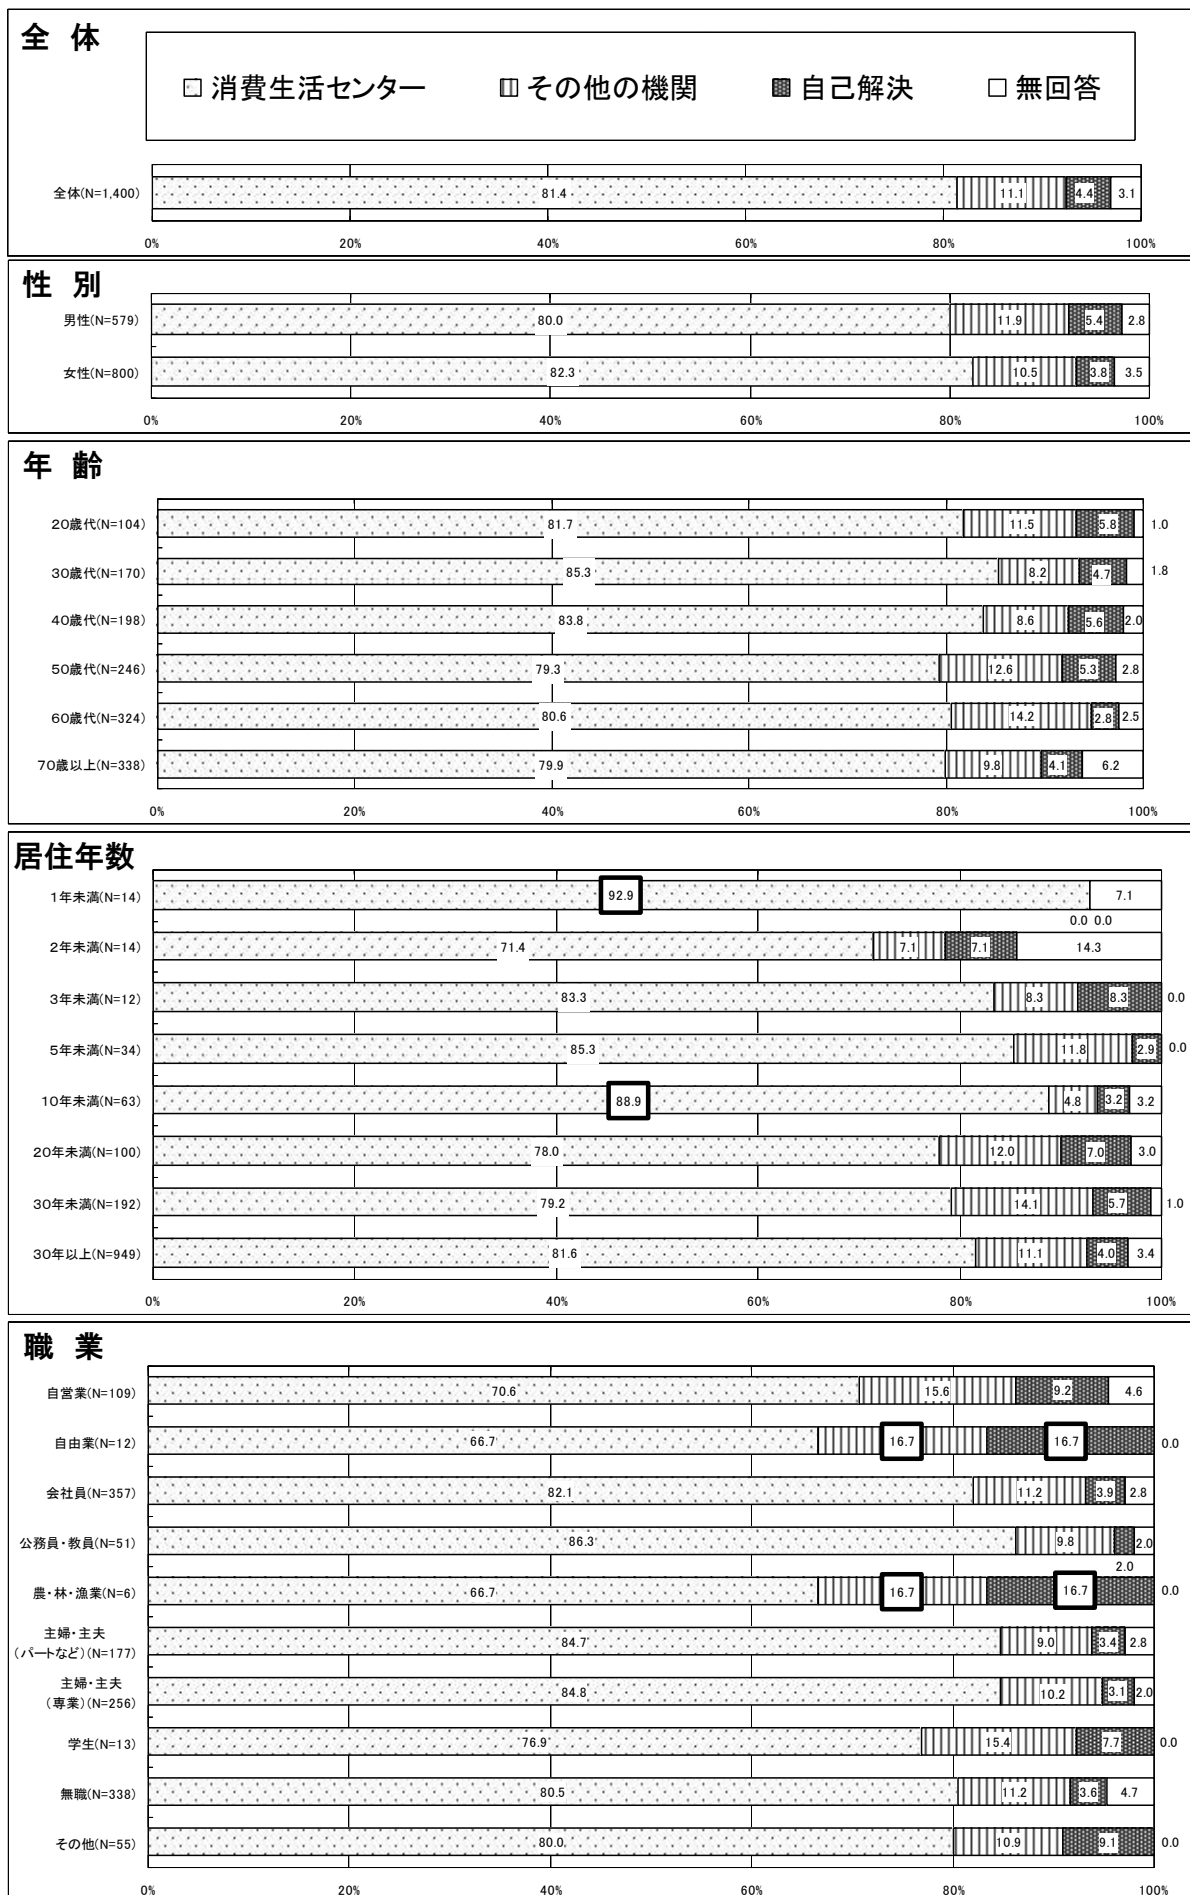 全 体
消費生活センター その他の機関 自己解決 無回答
全体(N=1,400) 81.4 11.1 4.4 3.1
0% 20% 40% 60% 80% 100%
性 別
男性(N=579) 80.0 11.9 5.4 2.8
女性(N=800) 82.3 10.5 3.8 3.5
0% 20% 40% 60% 80% 100%
年 齢
20歳代(N=104) 81.7 11.5 5.8 1.0
30歳代(N=170) 85.3 8.2 4.7 1.8
40歳代(N=198) 83.8 8.6 5.6 2.0
50歳代(N=246) 79.3 12.6 5.3 2.8
60歳代(N=324) 80.6 14.2 2.8 2.5
70歳以上(N=338) 79.9 9.8 4.1 6.2
0% 20% 40% 60% 80% 100%
居住年数
1年未満(N=14) 92.9 7.1
0.0 0.0
2年未満(N=14) 71.4 7.1 7.1 14.3
3年未満(N=12) 83.3 8.3 8.3 0.0
5年未満(N=34) 85.3 11.8 2.9 0.0
10年未満(N=63) 88.9 4.8 3.2 3.2
20年未満(N=100) 78.0 12.0 7.0 3.0
30年未満(N=192) 79.2 14.1 5.7 1.0
30年以上(N=949) 81.6 11.1 4.0 3.4
0% 20% 40% 60% 80% 100%
職 業
自営業(N=109) 70.6 15.6 9.2 4.6
自由業(N=12) 66.7 16.7 16.7 0.0
会社員(N=357) 82.1 11.2 3.9 2.8
公務員・教員(N=51) 86.3 9.8 2.0
2.0
農・林・漁業(N=6) 66.7 16.7 16.7 0.0
主婦・主夫
(パートなど)(N=177) 84.7 9.0 3.4 2.8
主婦・主夫
(専業)(N=256) 84.8 10.2 3.1 2.0
学生(N=13) 76.9 15.4 7.7 0.0
無職(N=338) 80.5 11.2 3.6 4.7
その他(N=55) 80.0 10.9 9.1 0.0
0% 20% 40% 60% 80% 100%